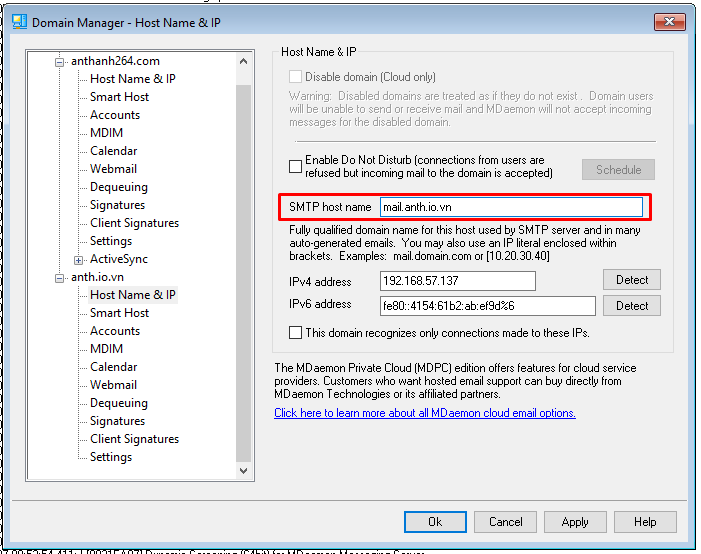 Domain Manager - Host Name & IP
anthanh264.com
Host Name & IP
Smart Host
Accounts
MDIM
Calendar
Webmail
Dequeuing
Signatures
Client Signatures
Settings
ActiveSync
anth.io.vn
Host Name & IP
Smart Host
Accounts
MDIM
Calendar
Webmail
Dequeuing
Signatures
Client Signatures
Settings
Host Name & IP
Disable domain (Cloud only)
Warning: Disabled domains are treated as if they do not exist . Domain users
will be unable to send or receive mail and MDaemon will not accept incoming
messages for the disabled domain.
Enable Do Not Disturb (connections from users are
refused but incoming mail to the domain is accepted)
Schedule
SMTP host name mail.anth.io.vn
Fully qualified domain name for this host used by SMTP server and in many
auto-generated emails. You may also use an IP literal enclosed within
brackets. Examples: mail.domain.com or [10.20.30.40]
IPv4 address 192.168.57.137 Detect
IPv6 address fe80::4154:61b2:ab:ef9d%6 Detect
This domain recognizes only connections made to these IPs.
The MDaemon Private Cloud (MDPC) edition offers features for cloud service
providers. Customers who want hosted email support can buy directly from
MDaemon Technologies or its affiliated partners.
Click here to learn more about all MDaemon cloud email options.
Ok Cancel Apply Help